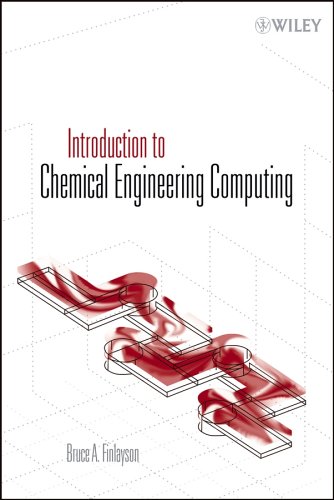 WILEY
Introduction to
Chemical Engineering Computing
Bruce A. Finlayson